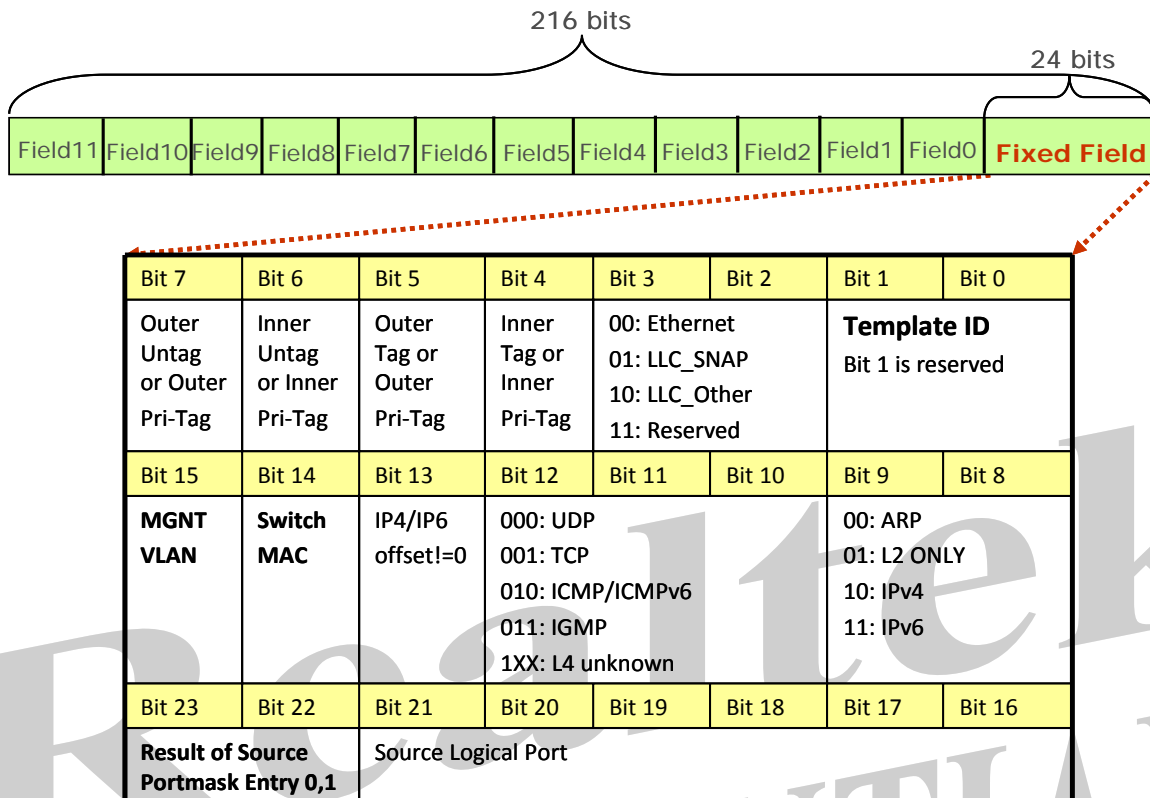 216 bits
24 bits
Field11 Field10 Field9 Field8 Field7 Field6 Field5 Field4 Field3 Field2 Field1 Field0 Fixed Field
Bit 7 Bit 6 Bit 5 Bit 4 Bit 3 Bit 2 Bit 1 Bit 0
Outer
Untag
or Outer
Pri-Tag
Inner
Untag
or Inner
Pri-Tag
Outer
Tag or
Outer
Pri-Tag
Inner
Tag or
Inner
Pri-Tag
00: Ethernet
01: LLC_SNAP
10: LLC_Other
11: Reserved
Template ID
Bit 1 is reserved
Bit 15 Bit 14 Bit 13 Bit 12 Bit 11 Bit 10 Bit 9 Bit 8
MGNT
VLAN
Switch
MAC
IP4/IP6
offset!=0
000: UDP
001: TCP
010: ICMP/ICMPv6
011: IGMP
1XX: L4 unknown
00: ARP
01: L2 ONLY
10: IPv4
11: IPv6
Bit 23 Bit 22 Bit 21 Bit 20 Bit 19 Bit 18 Bit 17 Bit 16
Result of Source
Portmask Entry 0,1
Source Logical Port